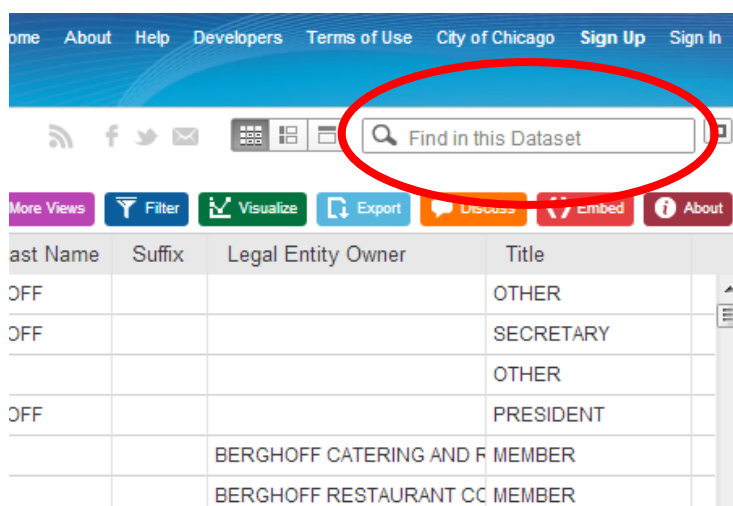 ome About Help Developers Terms of Use City of Chicago Sign Up Sign In
f Find in this Dataset
More Views Filter Visualize Export Discuss Embed i About
ast Name Suffix Legal Entity Owner Title
OFF OTHER
OFF SECRETARY
OTHER
OFF PRESIDENT
BERGHOFF CATERING AND R MEMBER
BERGHOFF RESTAURANT CO MEMBER